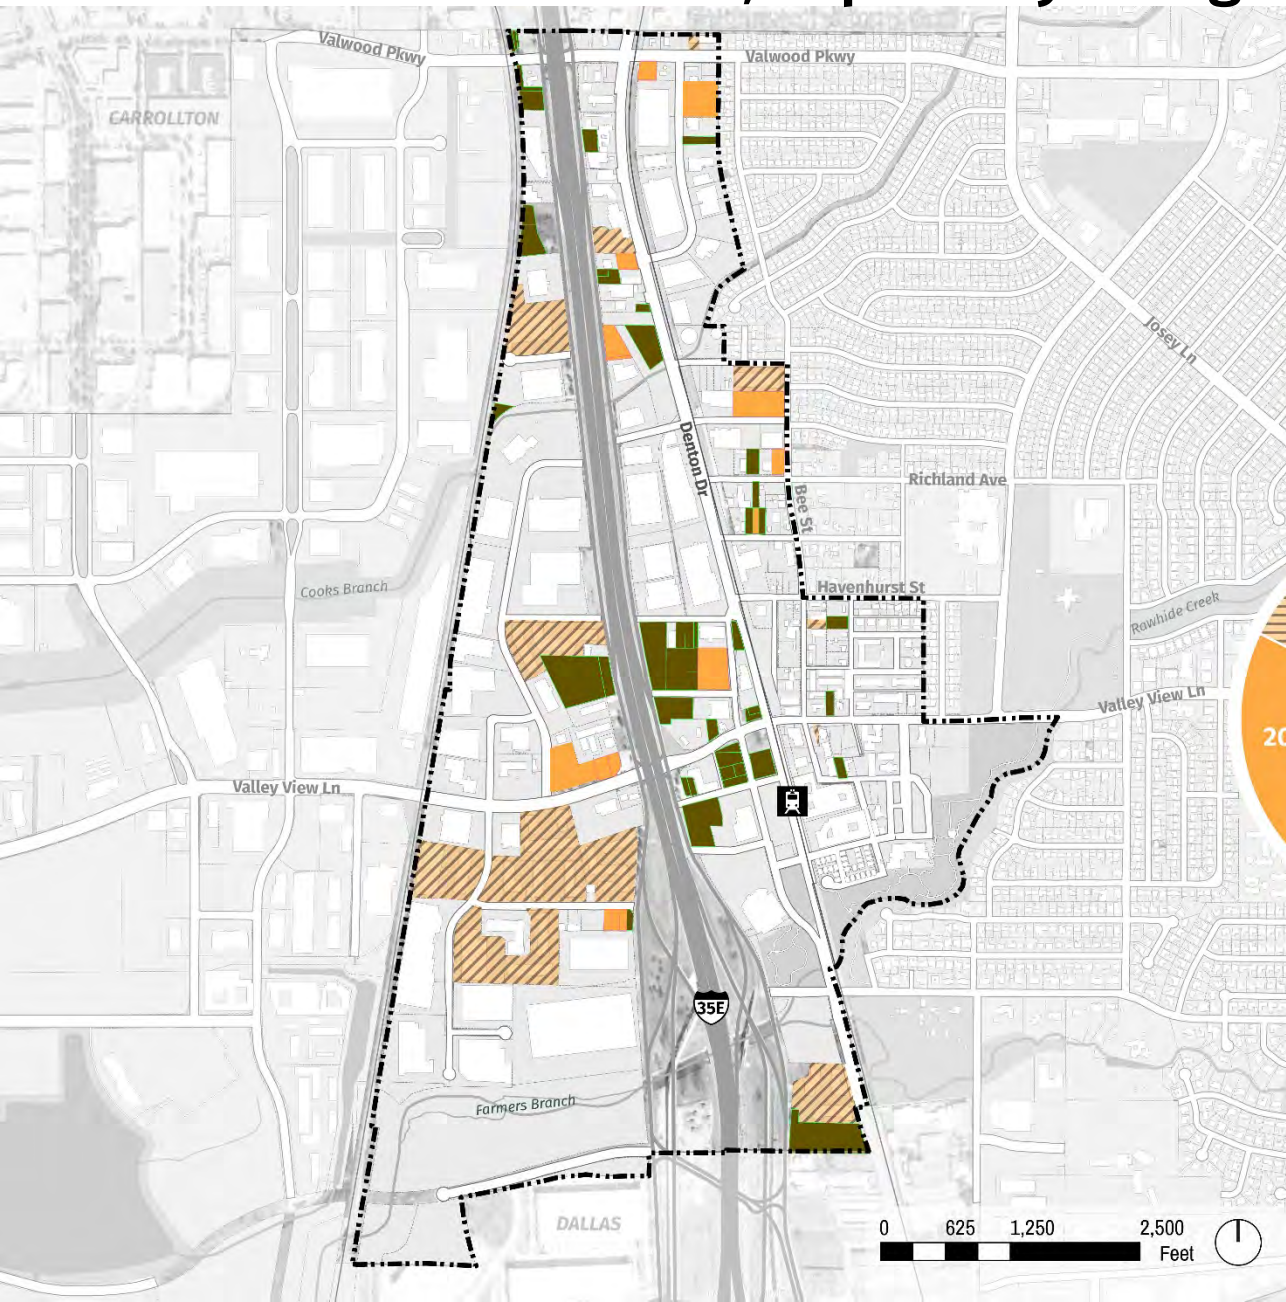 Valwood Pkwy
Valwood Pkwy
CARROLLTON
Josey Ln
Denton Dr
Richland Ave
Bee St
Cooks Branch
Havenhurst St
Rawhide Creek
Valley View Ln
20
Valley View Ln
35E
Farmers Branch
DALLAS
0 625 1,250 2,500
Feet